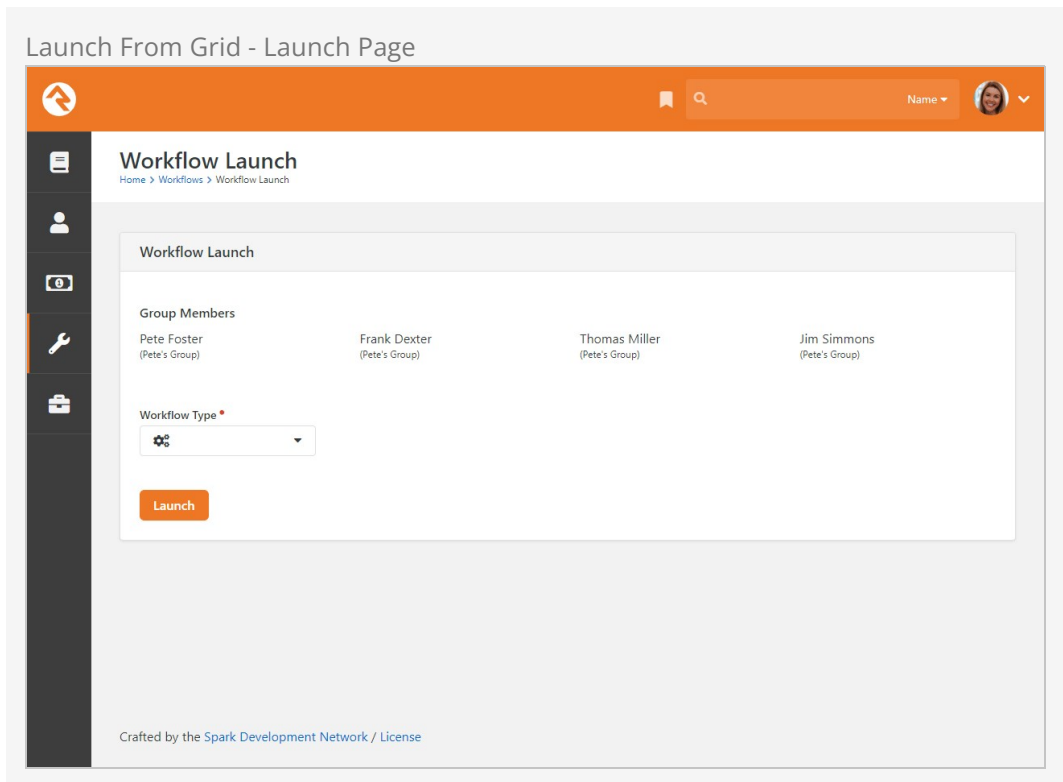 Launch From Grid - Launch Page
Name
Workflow Launch
Home > Workflows > Workflow Launch
Workflow Launch
Group Members
Pete Foster Frank Dexter Thomas Miller Jim Simmons
(Pete's Group) (Pete's Group) (Pete's Group) (Pete's Group)
Workflow Type
Launch
Crafted by the Spark Development Network / License